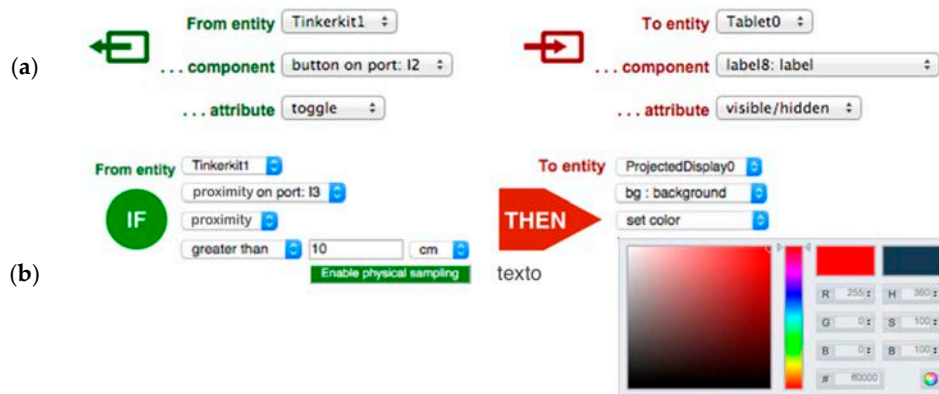 (a)
From entity Tinkerkit1
... component button on port: I2
... attribute toggle
To entity Tablet0
... component label8: label
... attribute visible/hidden
(b)
From entity Tinkerkit1
IF
proximity on port: I3
proximity
greater than 10 cm
Enable physical sampling
To entity ProjectedDisplay0
THEN
bg : background
set color
texto
R 255 H 360
G 0 S 100
B 0 B 100
# ff0000